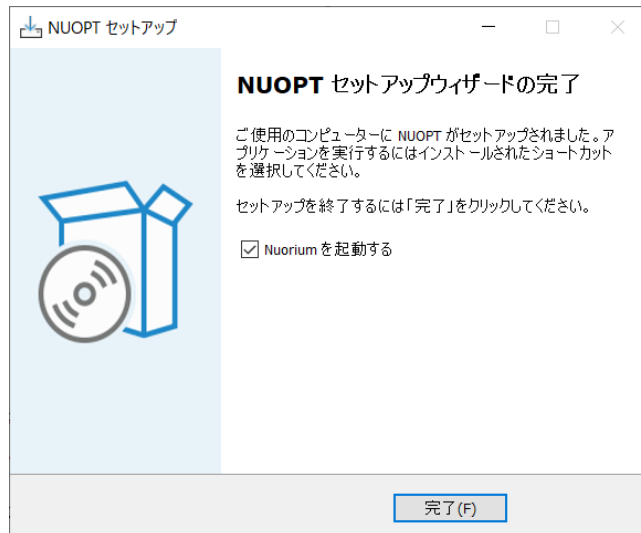 NUOPT セットアップ
NUOPT セットアップウィザードの完了
ご使用のコンピューターに NUOPT がセットアップされました。ア
プリケーションを実行するにはインストールされたショートカット
を選択してください。
セットアップを終了するには「完了」をクリックしてください。
Nuorium を起動する
完了(F)